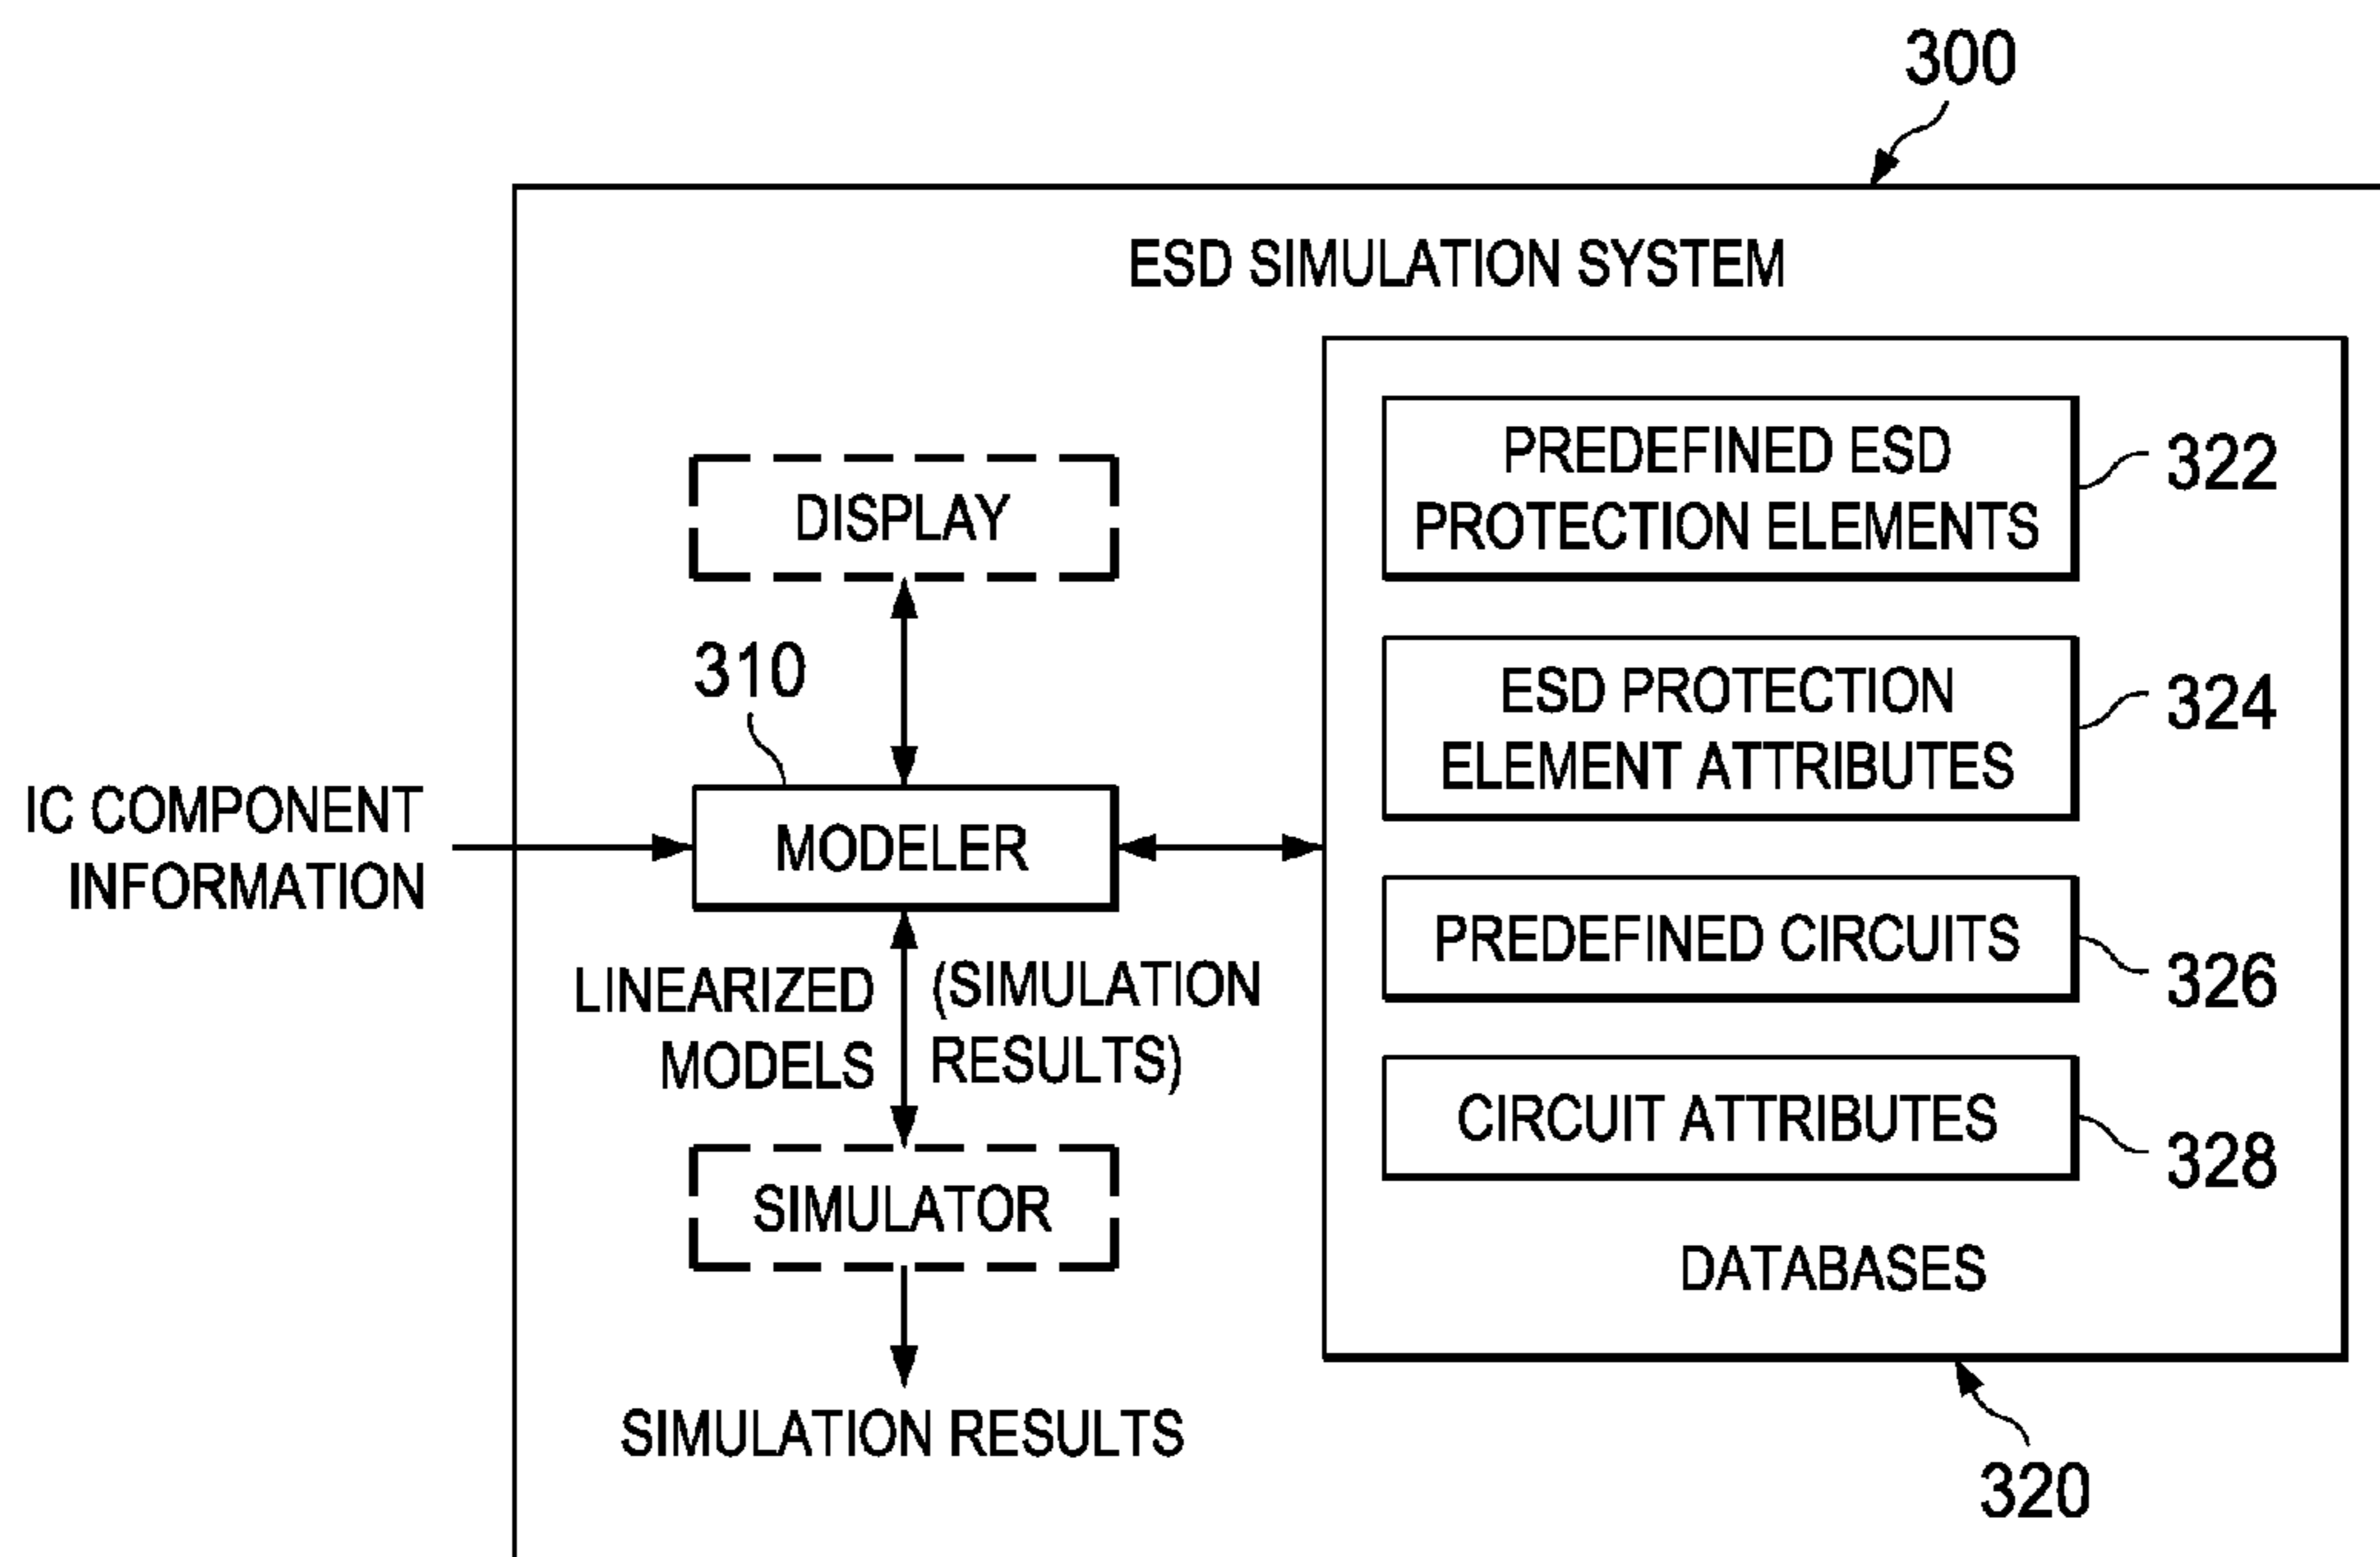 300
ESD SIMULATION SYSTEM
DISPLAY
310
IC COMPONENT
INFORMATION
MODELER
LINEARIZED
MODELS
(SIMULATION
RESULTS)
SIMULATOR
SIMULATION RESULTS
PREDEFINED ESD
PROTECTION ELEMENTS
322
ESD PROTECTION
ELEMENT ATTRIBUTES
324
PREDEFINED CIRCUITS
326
CIRCUIT ATTRIBUTES
328
DATABASES
320